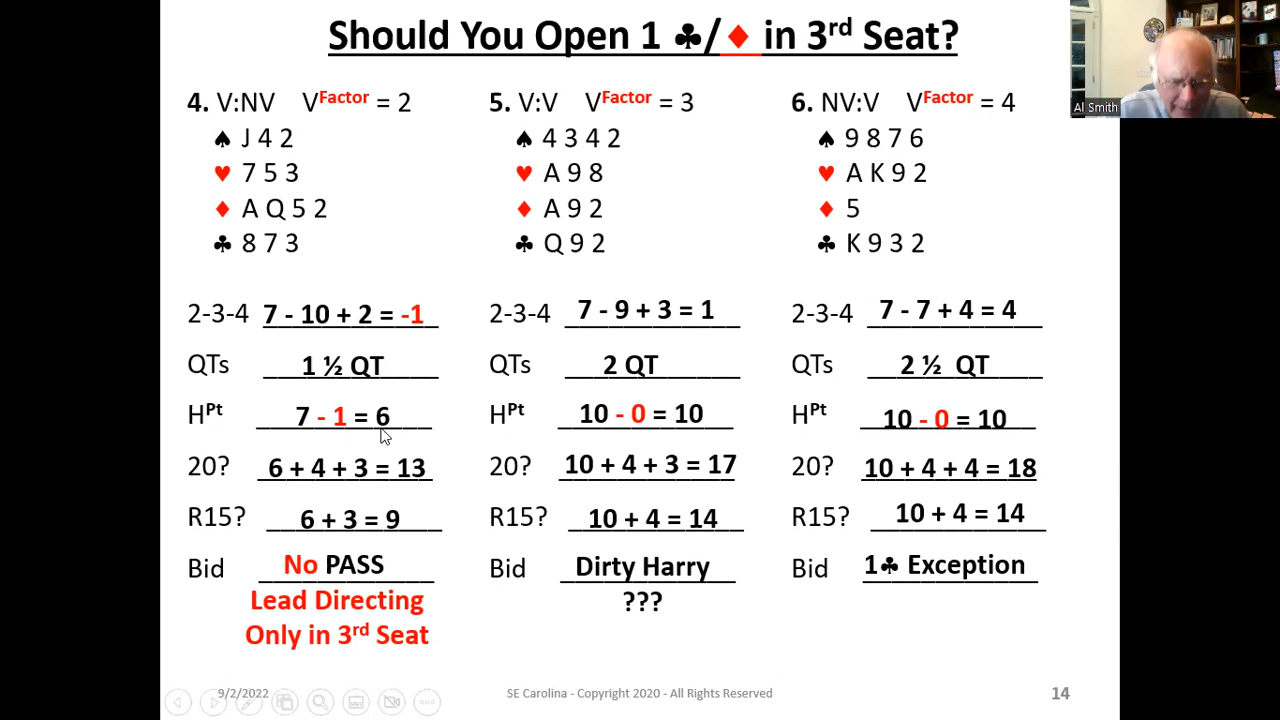 Should You Open 1 ♣/♦ in 3rd Seat?
Al Smith
4. V:NV VFactor = 2
♠ J 4 2
♥ 7 5 3
♦ A Q 5 2
♣ 8 7 3
2-3-4 7 - 10 + 2 = -1
QTs 1 ½ QT
HPt 7 - 1 = 6
20? 6 + 4 + 3 = 13
R15? 6 + 3 = 9
Bid No PASS
Lead Directing
Only in 3rd Seat
5. V:V VFactor = 3
♠ 4 3 4 2
♥ A 9 8
♦ A 9 2
♣ Q 9 2
2-3-4 7 - 9 + 3 = 1
QTs 2 QT
HPt 10 - 0 = 10
20? 10 + 4 + 3 = 17
R15? 10 + 4 = 14
Bid Dirty Harry
???
6. NV:V VFactor = 4
♠ 9 8 7 6
♥ A K 9 2
♦ 5
♣ K 9 3 2
2-3-4 7 - 7 + 4 = 4
QTs 2 ½ QT
HPt 10 - 0 = 10
20? 10 + 4 + 4 = 18
R15? 10 + 4 = 14
Bid 1♣ Exception
9/2/2022
SE Carolina - Copyright 2020 - All Rights Reserved
14